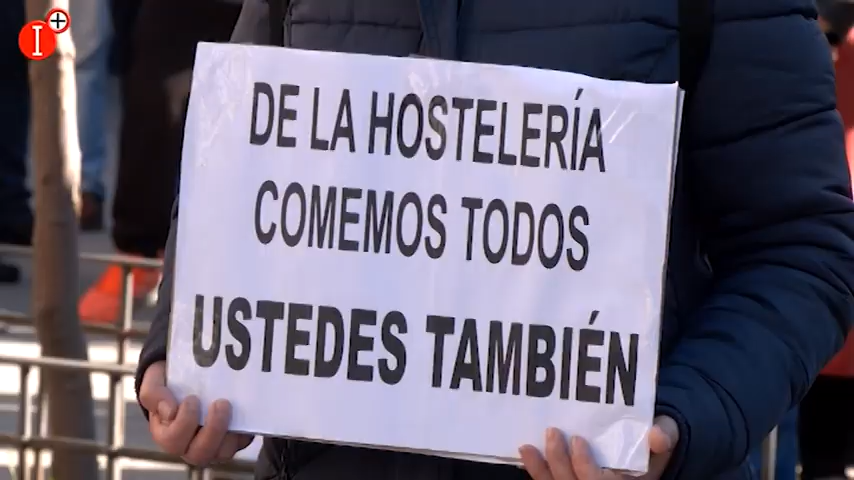 I+
DE LA HOSTELERÍA
COMEMOS TODOS
USTEDES TAMBIÉN